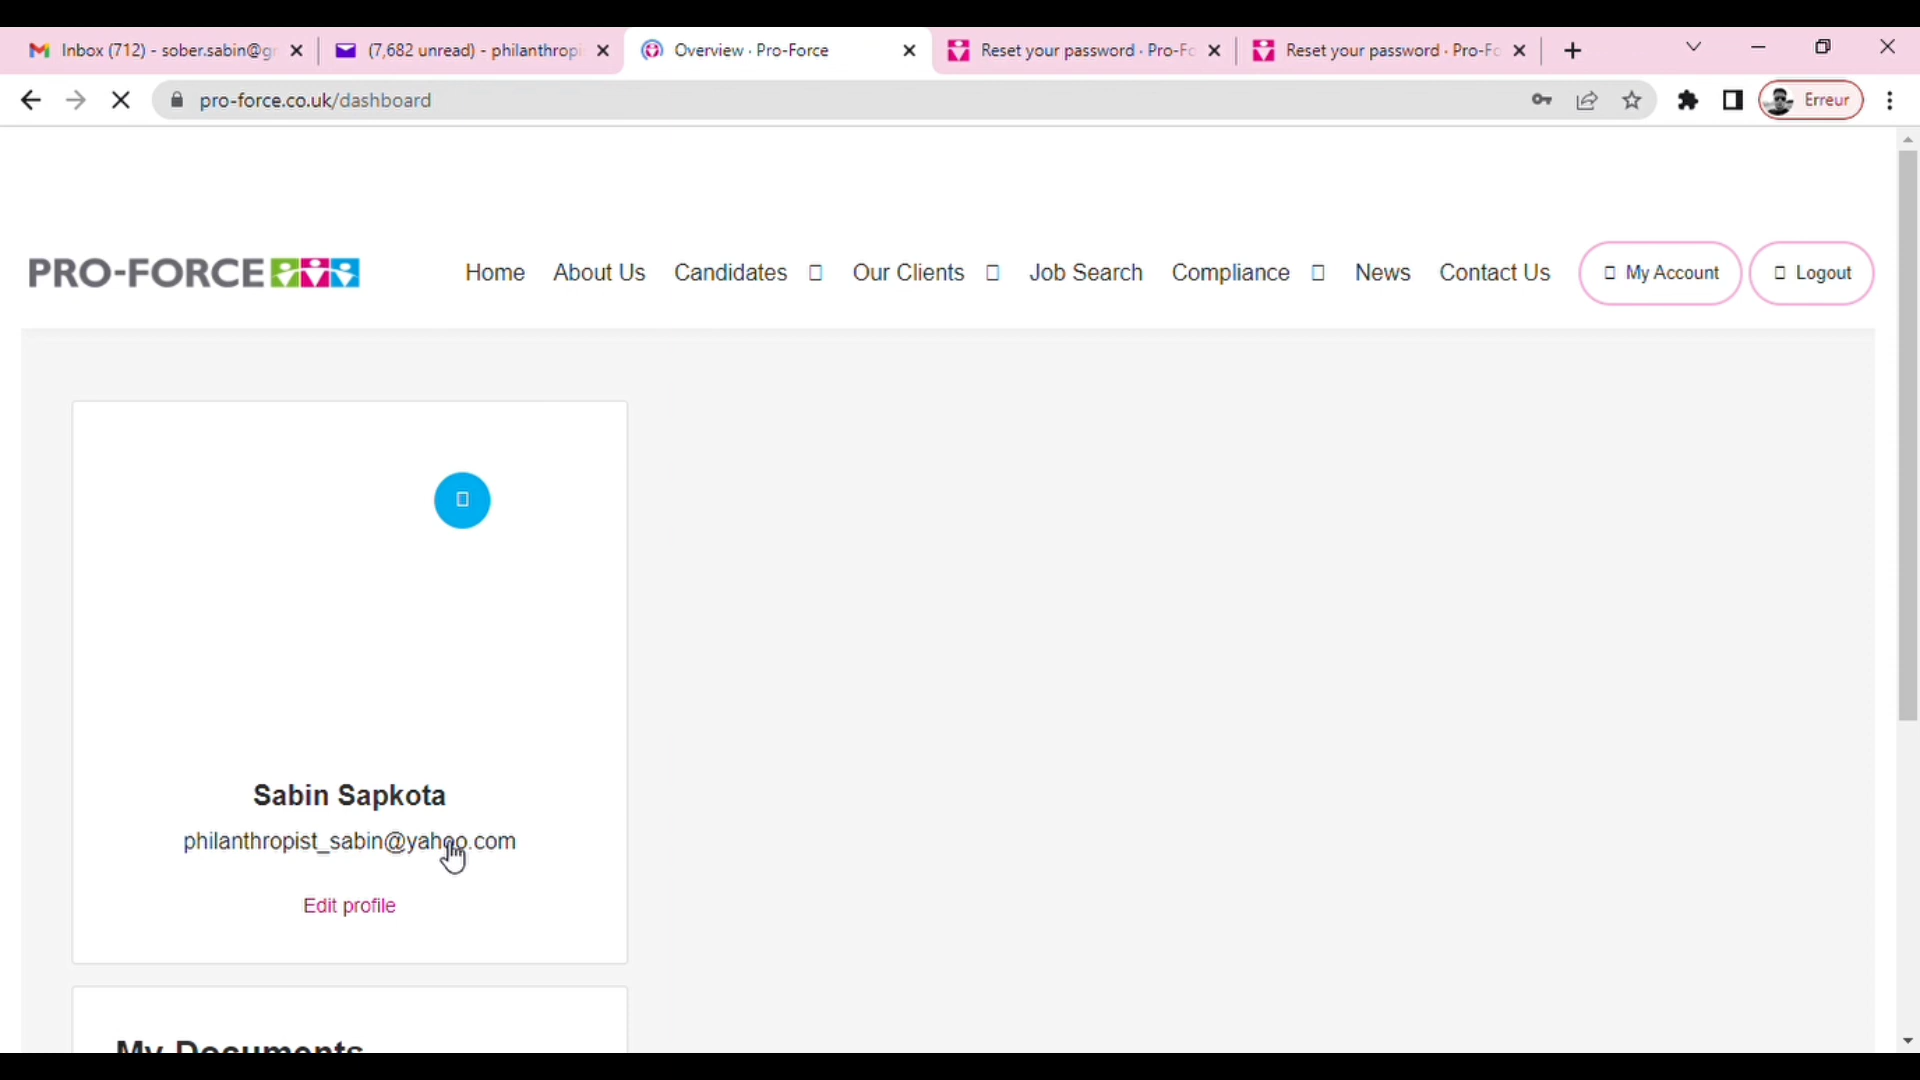 Inbox (712) - sober.sabin@g
(7,682 unread) - philanthropi
Overview · Pro-Force
Reset your password · Pro-Fo
Reset your password · Pro-Fo
pro-force.co.uk/dashboard
Erreur
PRO-FORCE
Home
About Us
Candidates
Our Clients
Job Search
Compliance
News
Contact Us
My Account
Logout
Sabin Sapkota
philanthropist_sabin@yahoo.com
Edit profile
My Documents